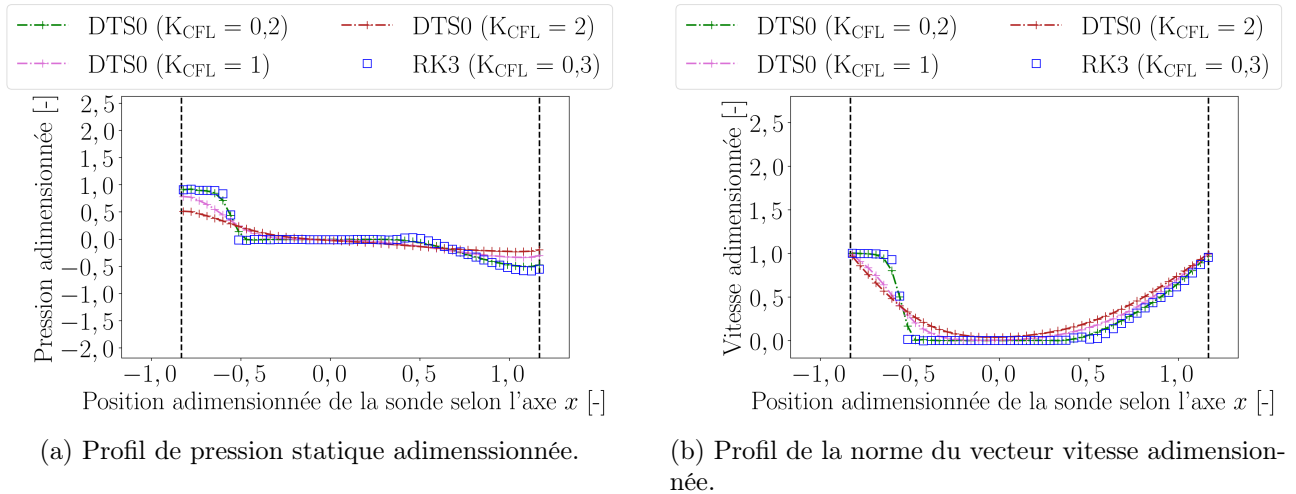 DTS0 (K_CFL = 0,2)
DTS0 (K_CFL = 1)
DTS0 (K_CFL = 2)
RK3 (K_CFL = 0,3)
Pression adimensionnée [-]
2, 5
2, 0
1, 5
1, 0
0, 5
0, 0
−0, 5
−1, 0
−1, 5
−2, 0
−1, 0
−0, 5
0, 0
0, 5
1, 0
Position adimensionnée de la sonde selon l'axe x [-]
(a) Profil de pression statique adimenssionnée.
DTS0 (K_CFL = 0,2)
DTS0 (K_CFL = 1)
DTS0 (K_CFL = 2)
RK3 (K_CFL = 0,3)
Vitesse adimensionnée [-]
2, 5
2, 0
1, 5
1, 0
0, 5
0, 0
−1, 0
−0, 5
0, 0
0, 5
1, 0
Position adimensionnée de la sonde selon l'axe x [-]
(b) Profil de la norme du vecteur vitesse adimension-
née.